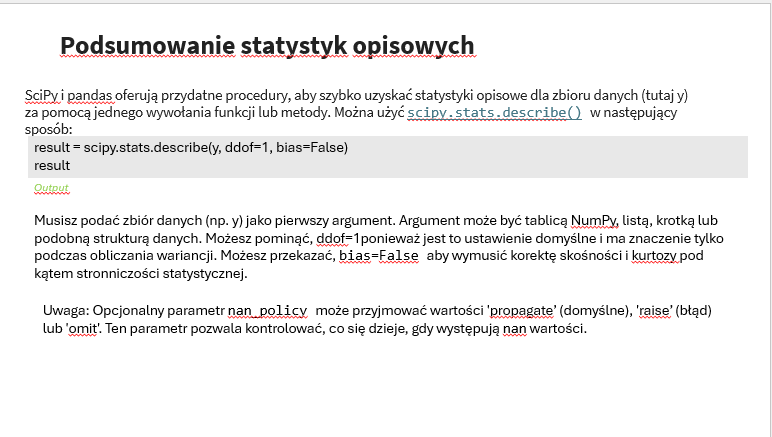 Podsumowanie statystyk opisowych
SciPy i pandas oferują przydatne procedury, aby szybko uzyskać statystyki opisowe dla zbioru danych (tutaj y)
za pomocą jednego wywołania funkcji lub metody. Można użyć scipy.stats.describe() w następujący
sposób:
result = scipy.stats.describe(y, ddof=1, bias=False)
result
Output
Musisz podać zbiór danych (np. y) jako pierwszy argument. Argument może być tablicą NumPy, listą, krotką lub
podobną strukturą danych. Możesz pominąć, ddof=1ponieważ jest to ustawienie domyślne i ma znaczenie tylko
podczas obliczania wariancji. Możesz przekazać, bias=False aby wymusić korektę skośności i kurtozy pod
kątem stronniczości statystycznej.
Uwaga: Opcjonalny parametr nan_policy może przyjmować wartości 'propagate' (domyślne), 'raise' (błąd)
lub 'omit'. Ten parametr pozwala kontrolować, co się dzieje, gdy występują nan wartości.